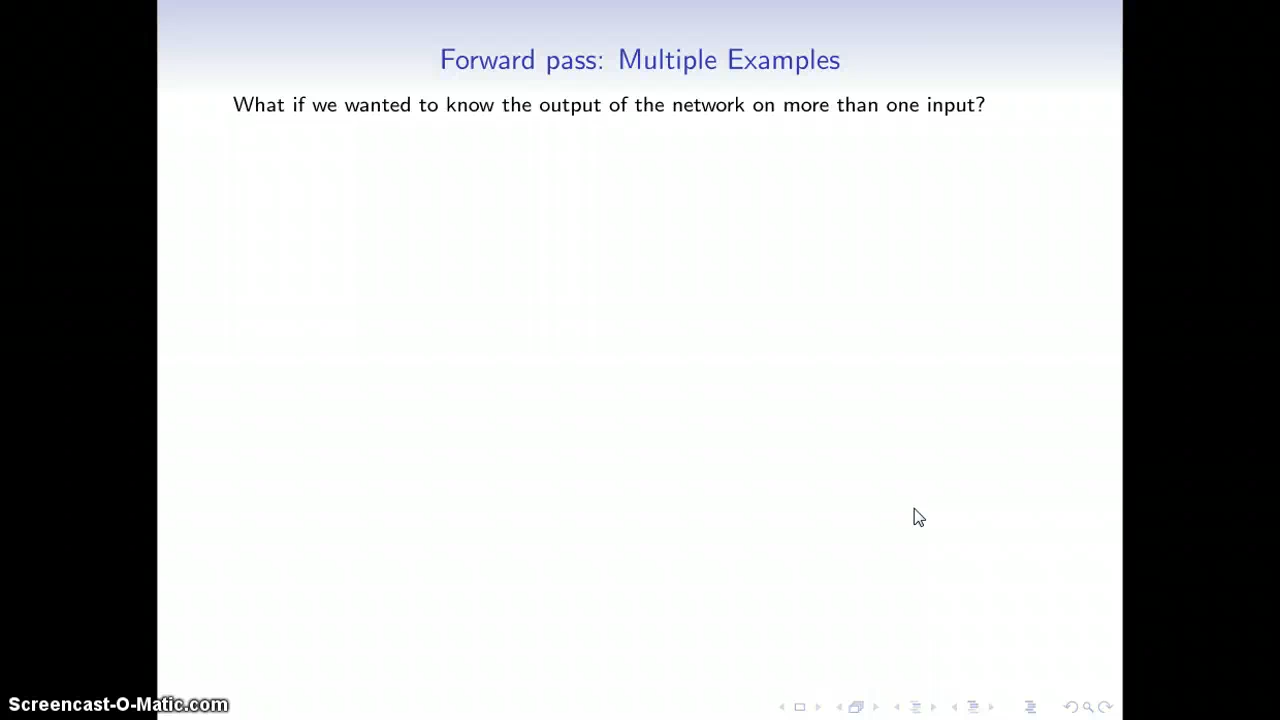 Forward pass: Multiple Examples
What if we wanted to know the output of the network on more than one input?
Screencast-O-Matic.com